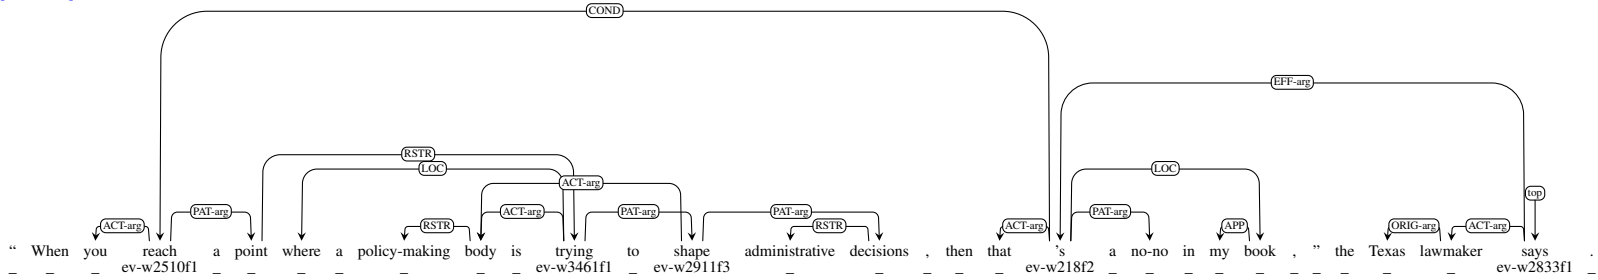 COND
EFF-arg
RSTR
LOC LOC
ACT-arg top
PAT-arg ACT-arg PAT-arg PAT-arg PAT-arg
ACT-arg RSTR RSTR ACT-arg APP ORIG-arg ACT-arg
“ When you reach a point where a policy-making body is trying to shape administrative decisions , then that 's a no-no in my book , ” the Texas lawmaker says .
_ _ _ ev-w2510f1 _ _ _ _ _ _ _ ev-w3461f1 _ ev-w2911f3 _ _ _ _ _ ev-w218f2 _ _ _ _ _ _ _ _ _ _ ev-w2833f1 _